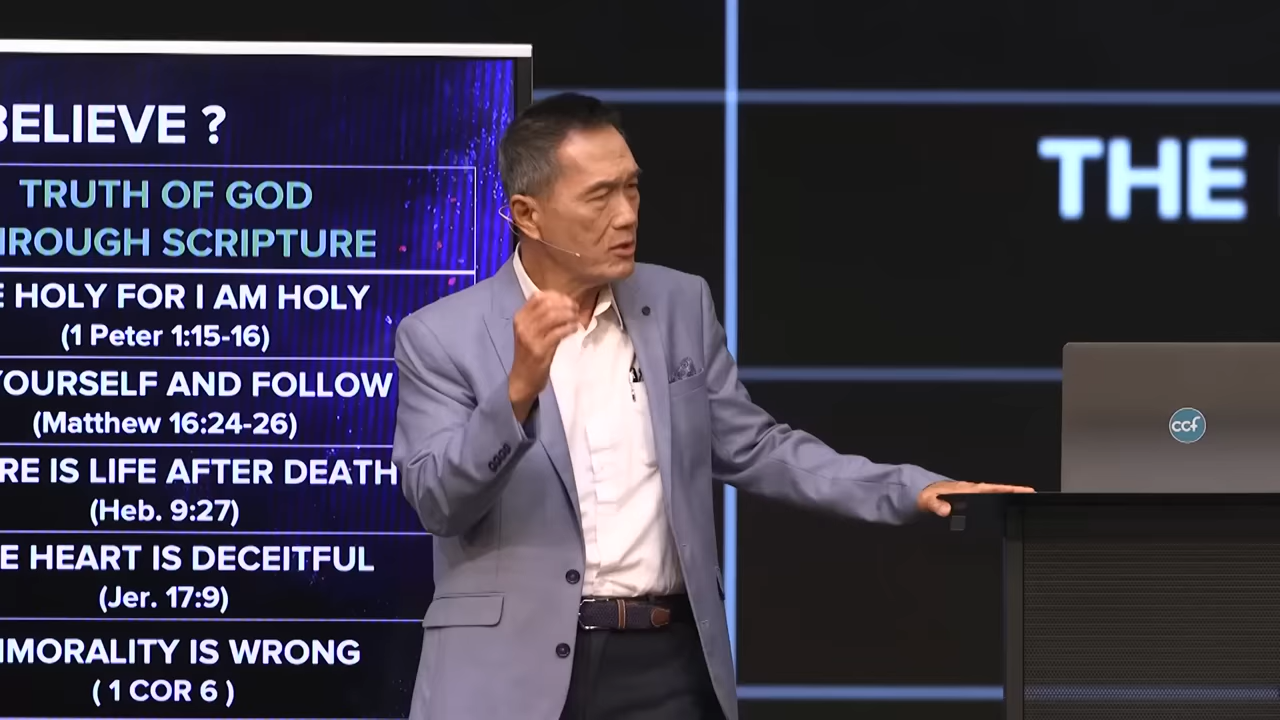 BELIEVE ?
TRUTH OF GOD
HROUGH SCRIPTURE
E HOLY FOR I AM HOLY
(1 Peter 1:15-16)
YOURSELF AND FOLLOW
(Matthew 16:24-26)
RE IS LIFE AFTER DEATH
(Heb. 9:27)
E HEART IS DECEITFUL
(Jer. 17:9)
MMORALITY IS WRONG
( 1 COR 6 )
THE
ccf